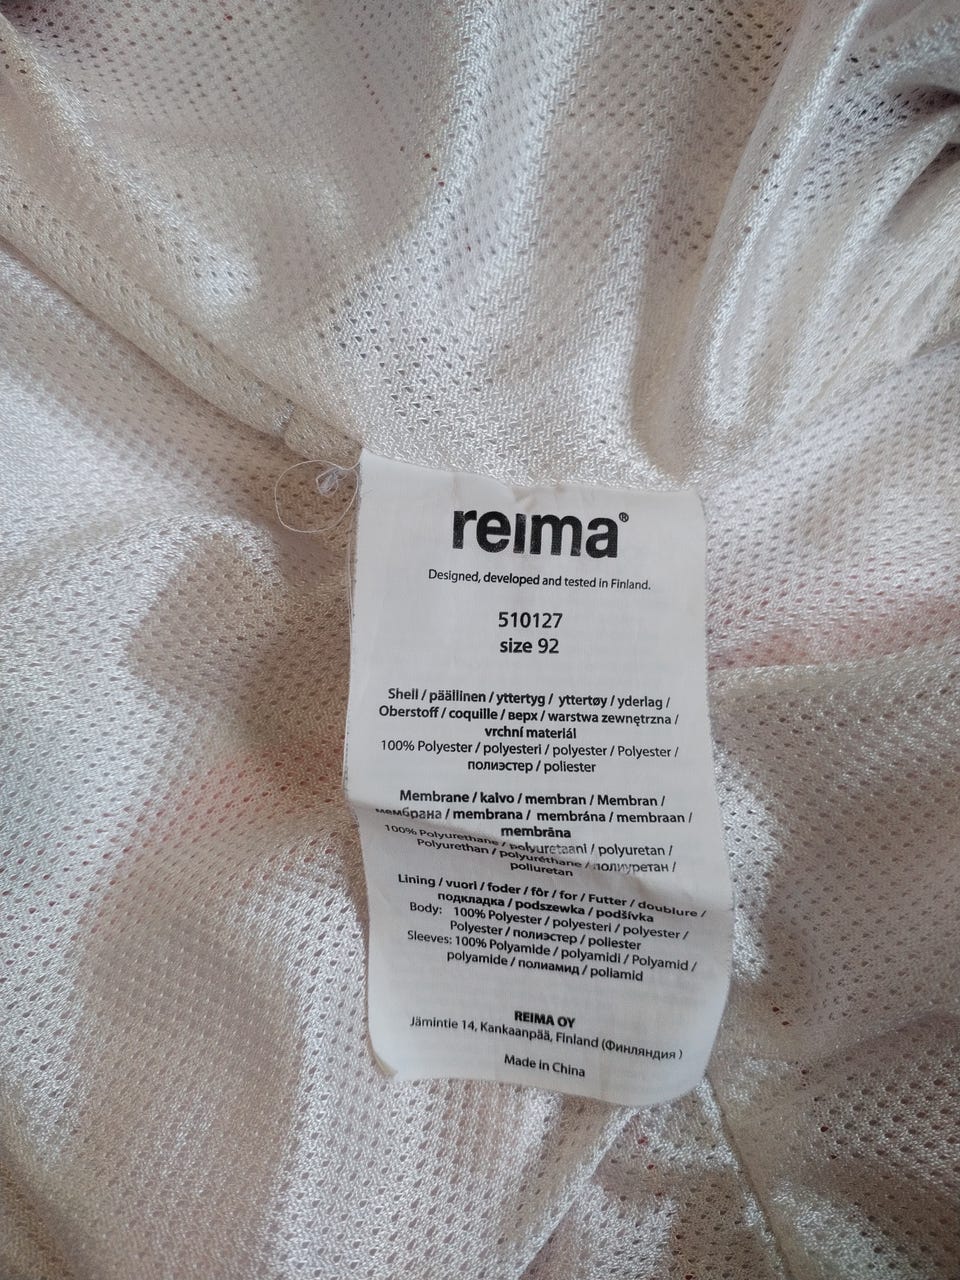 reima®
Designed, developed and tested in Finland.
510127
size 92
Shell / päällinen / yttertyg / yttertøy / yderlag /
Oberstoff / coquille / верх / warstwa zewnętrzna /
vrchní materiál
100% Polyester / polyesteri / polyester / Polyester /
полиэстер / poliester
Membrane / kalvo / membran / Membran /
мембрана / membrana / membrána / membraan /
membrāna
100% Polyurethane / polyuretaani / polyuretan /
Polyurethan / polyuréthane / полиуретан /
poliuretan
Lining / vuori / foder / fôr / for / Futter / doublure /
подкладка / podszewka / podšívka
Body: 100% Polyester / polyesteri / polyester /
Polyester / полиэстер / poliester
Sleeves: 100% Polyamide / polyamidi / Polyamid /
polyamide / полиамид / poliamid
REIMA OY
Jämintie 14, Kankaanpää, Finland (Финляндия )
Made in China